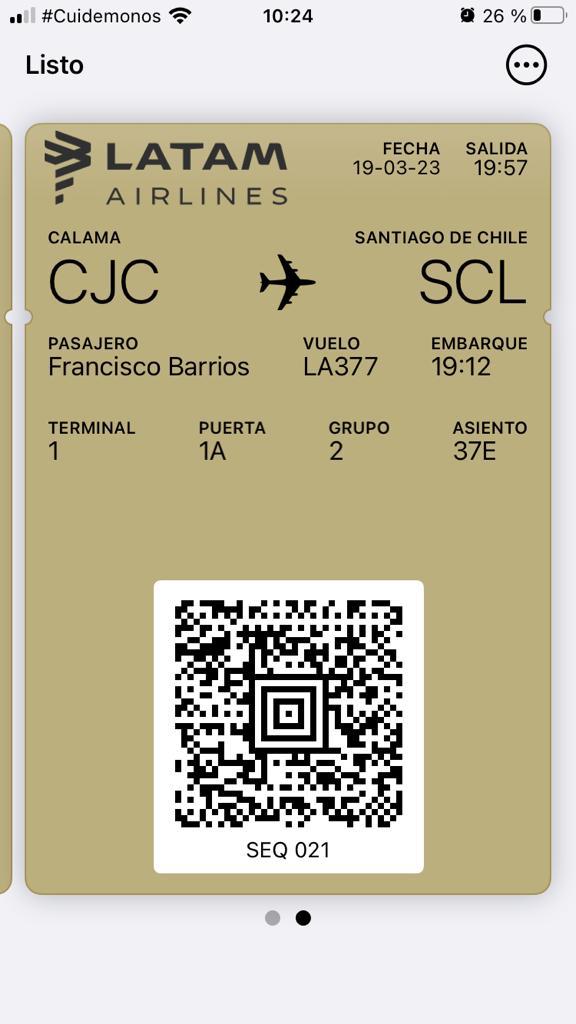 #Cuidemonos 10:24 26 %
Listo
LATAM
AIRLINES
FECHA SALIDA
19-03-23 19:57
CALAMA SANTIAGO DE CHILE
CJC SCL
PASAJERO VUELO EMBARQUE
Francisco Barrios LA377 19:12
TERMINAL PUERTA GRUPO ASIENTO
1 1A 2 37E
SEQ 021